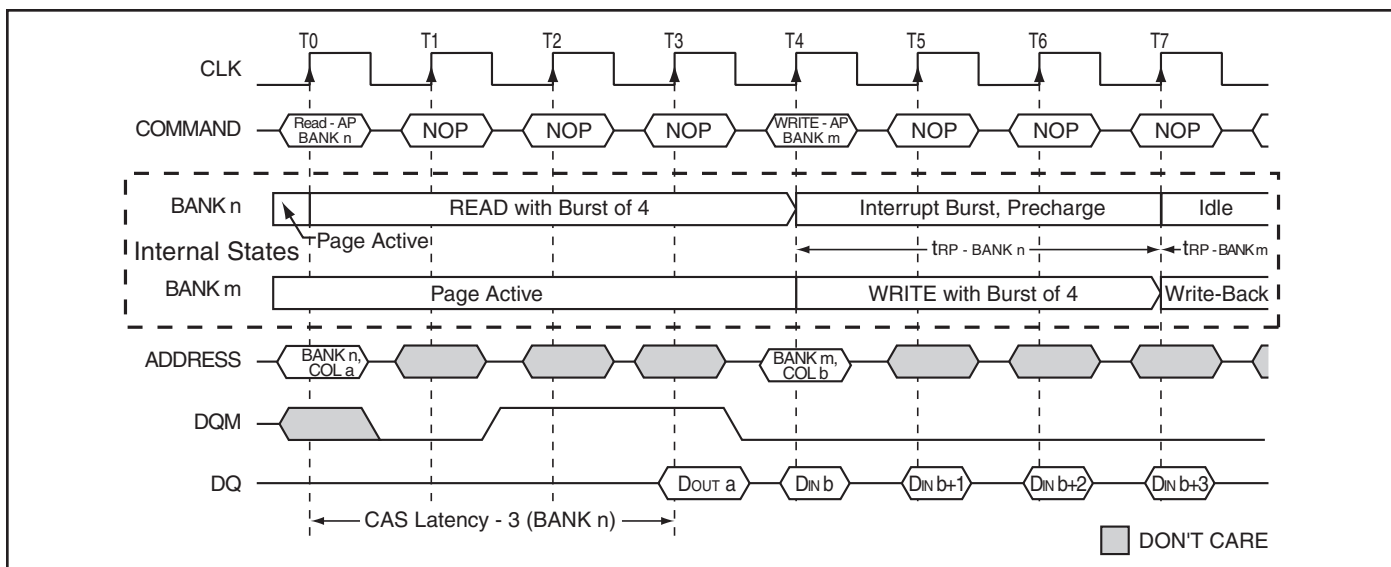 T0 T1 T2 T3 T4 T5 T6 T7
CLK
COMMAND Read - AP BANK n NOP NOP NOP WRITE - AP BANK m NOP NOP NOP
BANK n READ with Burst of 4 Interrupt Burst, Precharge Idle
Page Active
Internal States
tRP - BANK n tRP - BANK m
BANK m Page Active WRITE with Burst of 4 Write-Back
ADDRESS BANK n, COL a BANK m, COL b
DQM
DQ DOUT a DIN b DIN b+1 DIN b+2 DIN b+3
CAS Latency - 3 (BANK n)
DON'T CARE